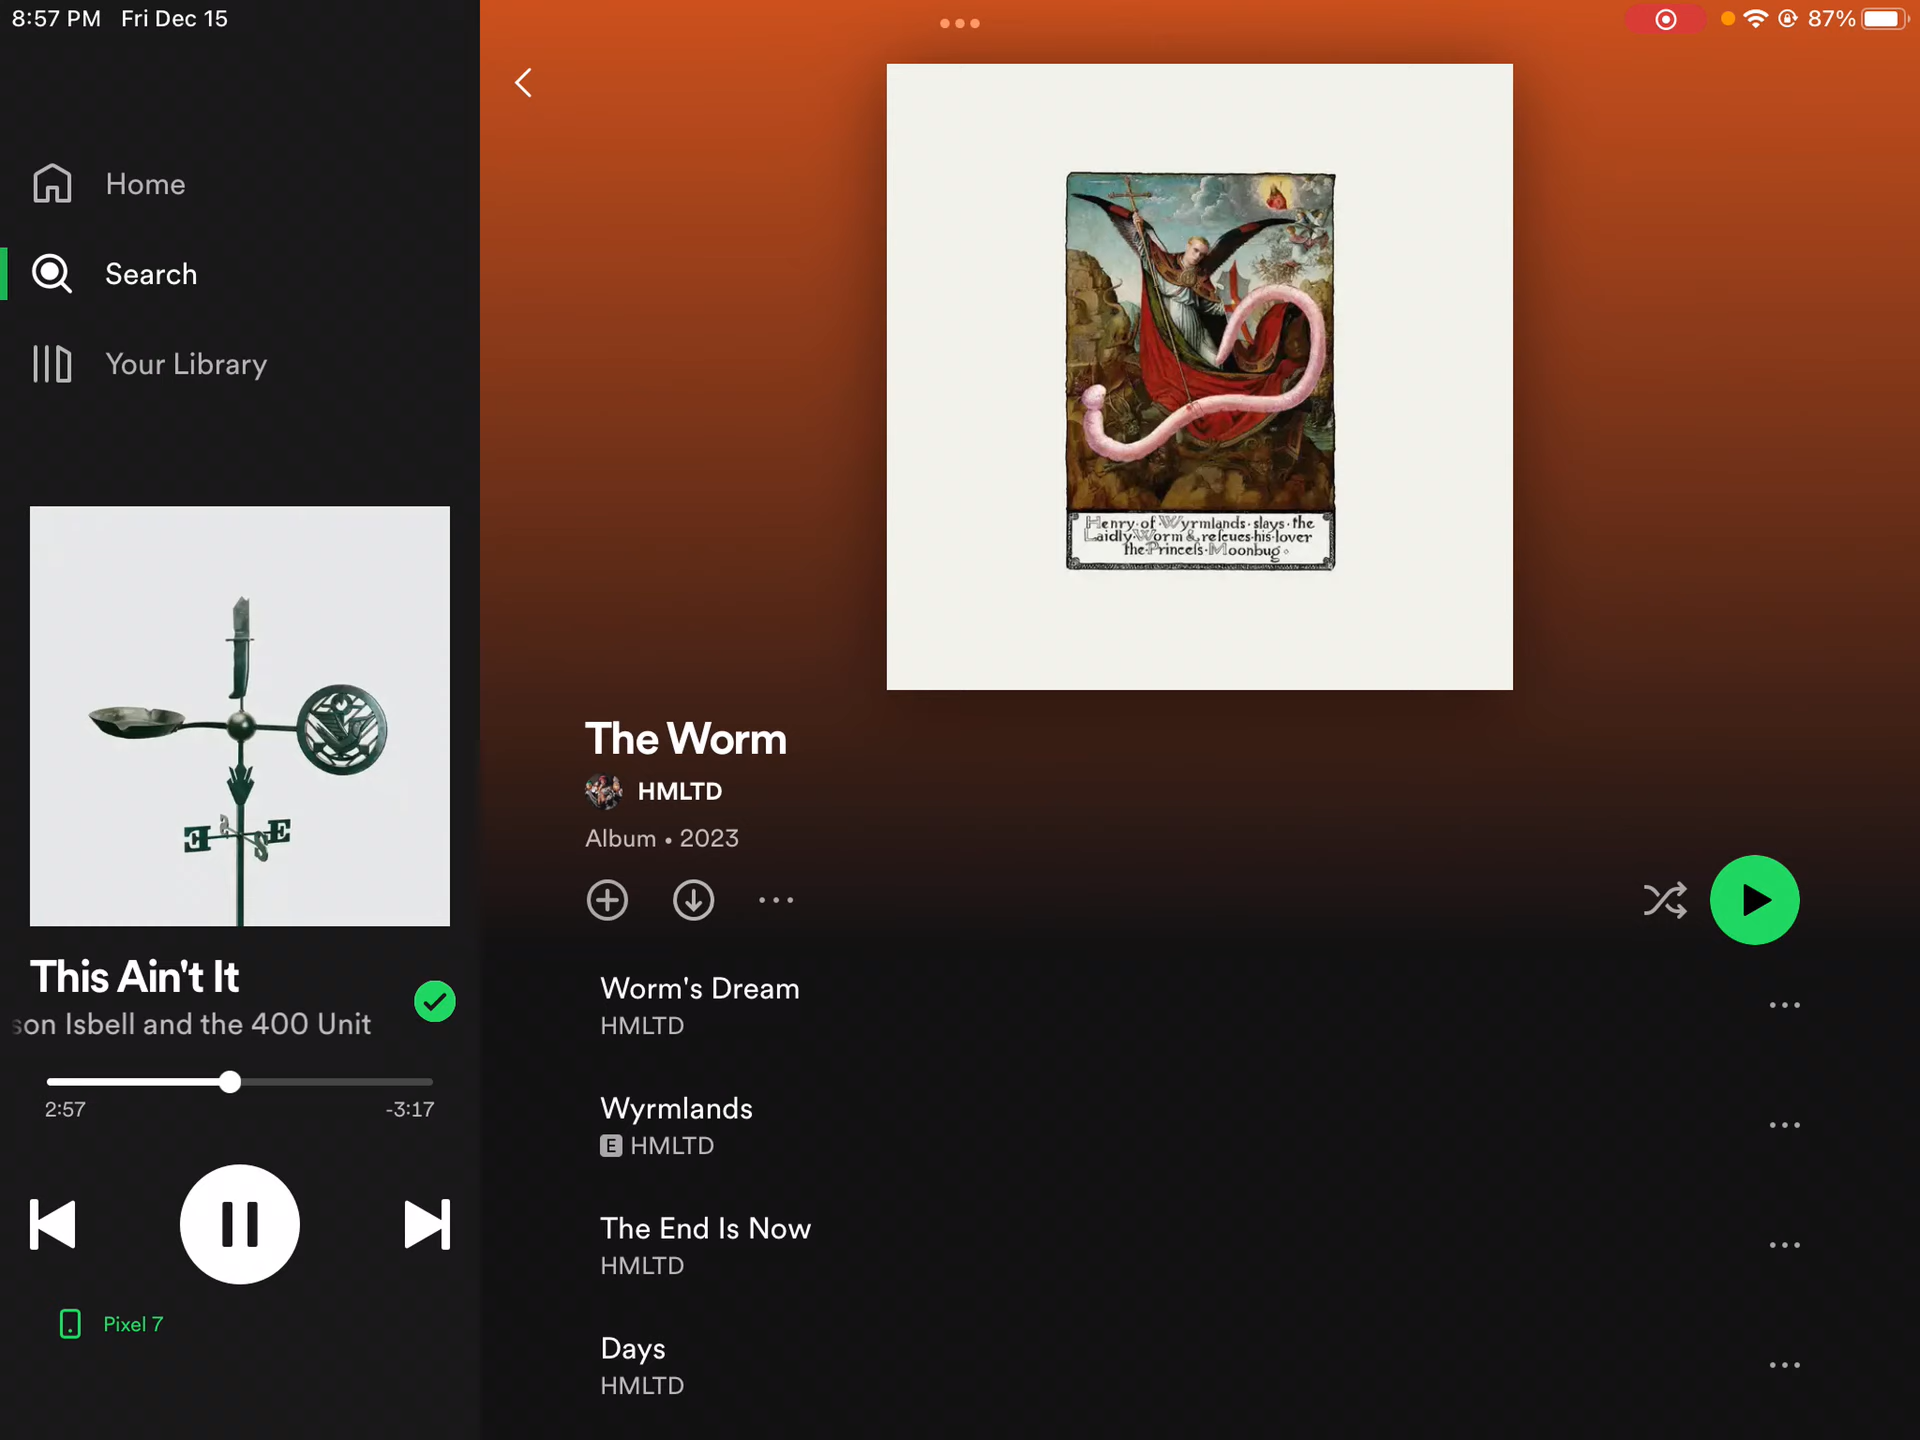 8:57 PM Fri Dec 15
87%
Home
Search
Your Library
Henry·of·Wyrmlands·slays·the
Laidly·Worm·&·rescues·his·lover
the·Princess·Moonbug
E
S
E
This Ain't It
son Isbell and the 400 Unit
2:57
-3:17
Pixel 7
The Worm
HMLTD
Album • 2023
Worm's Dream
HMLTD
Wyrmlands
E HMLTD
The End Is Now
HMLTD
Days
HMLTD